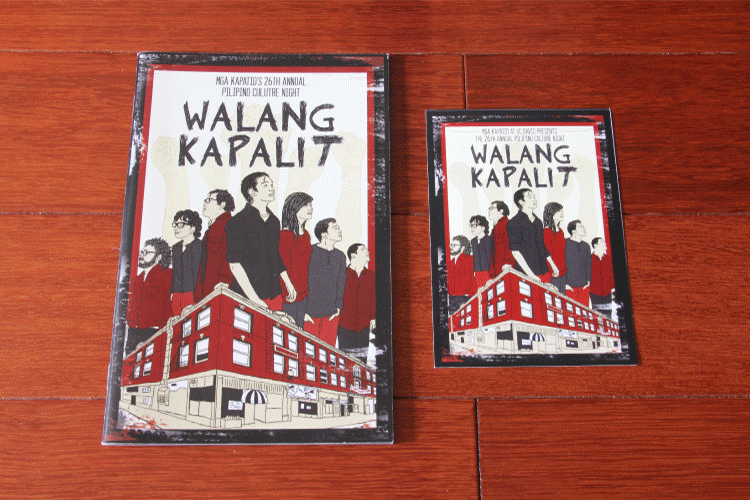 MGA KAPATID'S 26TH ANNUAL
PILIPINO CULUTRE NIGHT
WALANG
KAPALIT
MGA KAPATID AT UC DAVIS PRESENTS
THE 26TH ANNUAL PILIPINO CULTURE NIGHT
WALANG
KAPALIT